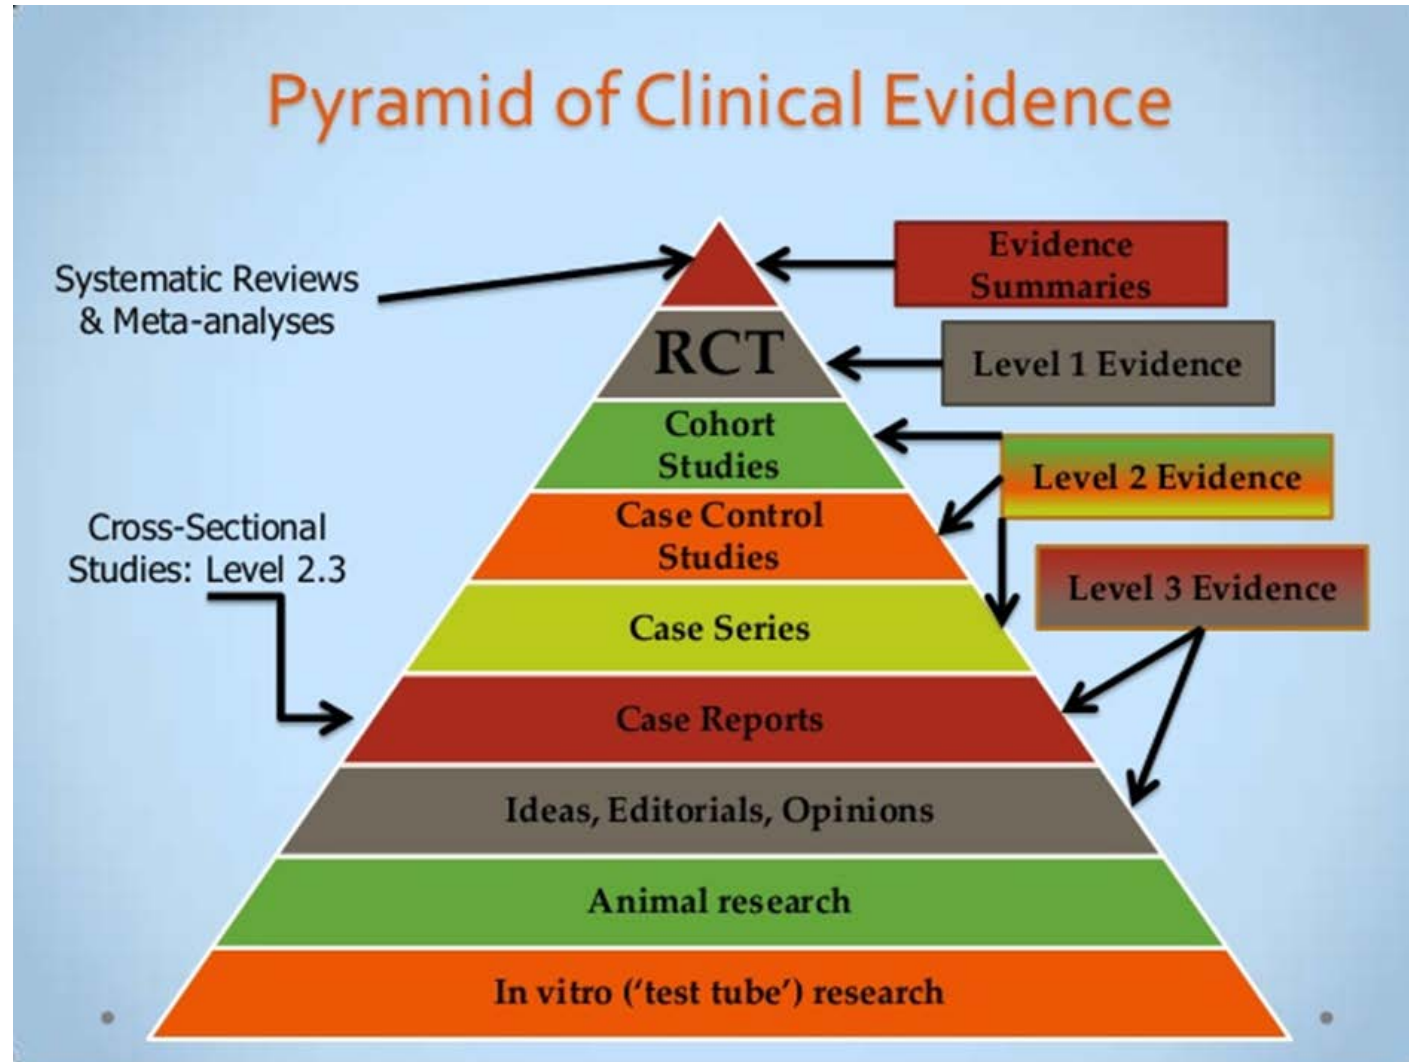 Pyramid of Clinical Evidence
Systematic Reviews
& Meta-analyses
Evidence
Summaries
RCT
Level 1 Evidence
Cohort
Studies
Level 2 Evidence
Case Control
Studies
Cross-Sectional
Studies: Level 2.3
Level 3 Evidence
Case Series
Case Reports
Ideas, Editorials, Opinions
Animal research
In vitro (‘test tube’) research